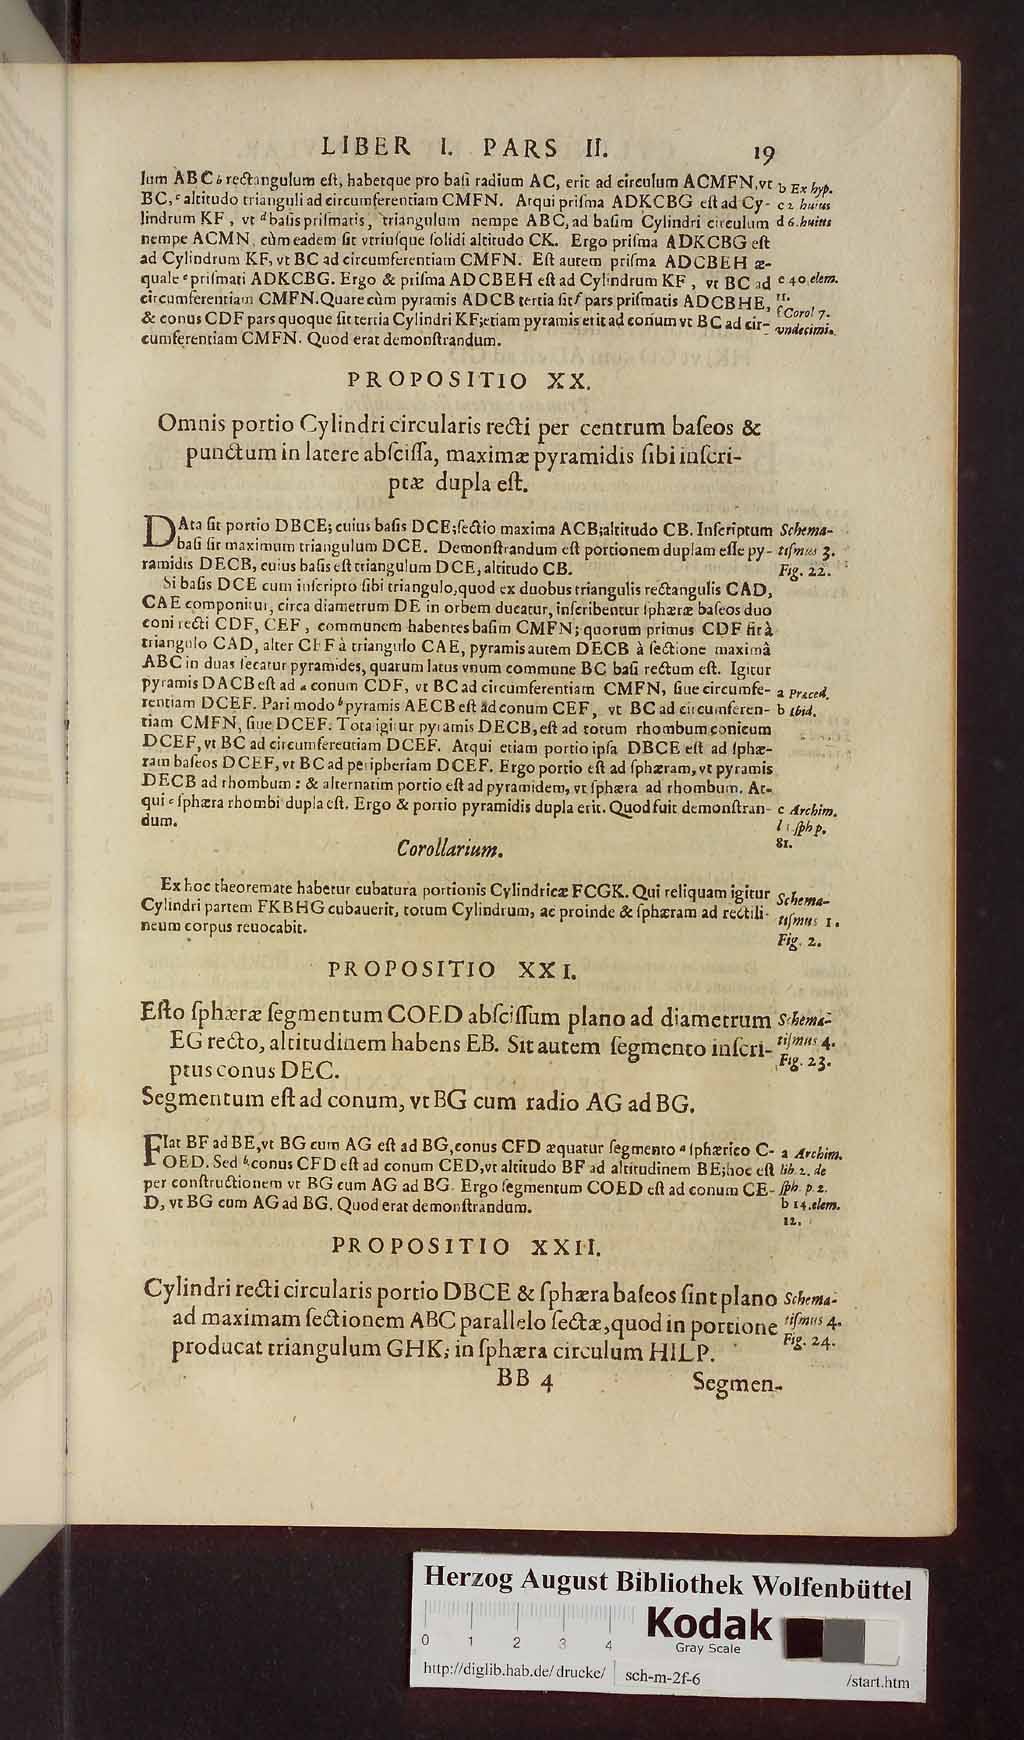 LIBER I. PARS II. 19
lum ABC b rectangulum eſt, habetque pro baſi radium AC, erit ad circulum ACMFN, vt b Ex hyp.
BC, c altitudo trianguli ad circumferentiam CMFN. Atqui priſma ADKCBG eſt ad Cy- c 2 huius
lindrum KF, vt d baſis priſmatis, triangulum nempe ABC, ad baſim Cylindri circulum d 6. huius
nempe ACMN, cùm eadem ſit vtriuſque ſolidi altitudo CK. Ergo priſma ADKCBG eſt
ad Cylindrum KF, vt BC ad circumferentiam CMFN. Eſt autem priſma ADCBEH æ-
quale e priſmati ADKCBG. Ergo & priſma ADCBEH eſt ad Cylindrum KF, vt BC ad e 40. elem.
circumferentiam CMFN. Quare cùm pyramis ADCB tertia ſit f pars priſmatis ADCBHE, 11.
& conus CDF pars quoque ſit tertia Cylindri KF; etiam pyramis erit ad conum vt BC ad cir- f Corol 7. vndecimi.
cumferentiam CMFN. Quod erat demonſtrandum.
PROPOSITIO XX.
Omnis portio Cylindri circularis recti per centrum baſeos &
punctum in latere abſciſſa, maximæ pyramidis ſibi inſcri-
ptæ dupla eſt.
DAta ſit portio DBCE; cuius baſis DCE; ſectio maxima ACB; altitudo CB. Inſcriptum Schema-
baſi ſit maximum triangulum DCE. Demonſtrandum eſt portionem duplam eſſe py- tiſmus 3.
ramidis DECB, cuius baſis eſt triangulum DCE, altitudo CB. Fig. 22.
Si baſis DCE cum inſcripto ſibi triangulo, quod ex duobus triangulis rectangulis CAD,
CAE componitur, circa diametrum DE in orbem ducatur, inſcribentur ſphæræ baſeos duo
coni recti CDF, CEF, communem habentes baſim CMFN; quorum primus CDF fit à
triangulo CAD, alter CEF à triangulo CAE, pyramis autem DECB à ſectione maximâ
ABC in duas ſecatur pyramides, quarum latus vnum commune BC baſi rectum eſt. Igitur
pyramis DACB eſt ad a conum CDF, vt BC ad circumferentiam CMFN, ſiue circumfe- a Præced.
rentiam DCEF. Pari modo b pyramis AECB eſt ad conum CEF, vt BC ad circumferen- b Ibid.
tiam CMFN, ſiue DCEF. Tota igitur pyramis DECB, eſt ad totum rhombum conicum
DCEF, vt BC ad circumferentiam DCEF. Atqui etiam portio ipſa DBCE eſt ad ſphæ-
ram baſeos DCEF, vt BC ad peripheriam DCEF. Ergo portio eſt ad ſphæram, vt pyramis
DECB ad rhombum: & alternatim portio eſt ad pyramidem, vt ſphæra ad rhombum. At-
qui c ſphæra rhombi dupla eſt. Ergo & portio pyramidis dupla erit. Quod fuit demonſtran- c Archim.
dum. l 1 ſph p.
81.
Corollarium.
Ex hoc theoremate habetur cubatura portionis Cylindricæ FCGK. Qui reliquam igitur Schema-
Cylindri partem FKBHG cubauerit, totum Cylindrum, ac proinde & ſphæram ad rectili- tiſmus 1.
neum corpus reuocabit. Fig. 2.
PROPOSITIO XXI.
Eſto ſphæræ ſegmentum COED abſciſſum plano ad diametrum Schema-
EG recto, altitudinem habens EB. Sit autem ſegmento inſcri- tiſmus 4.
ptus conus DEC. Fig. 23.
Segmentum eſt ad conum, vt BG cum radio AG ad BG.
FIat BF ad BE, vt BG cum AG eſt ad BG, conus CFD æquatur ſegmento a ſphærico C- a Archim.
OED. Sed b conus CFD eſt ad conum CED, vt altitudo BF ad altitudinem BE; hoc eſt lib. 2. de
per conſtructionem vt BG cum AG ad BG. Ergo ſegmentum COED eſt ad conum CE- ſph. p. 2.
D, vt BG cum AG ad BG. Quod erat demonſtrandum. b 14. elem.
12.
PROPOSITIO XXII.
Cylindri recti circularis portio DBCE & ſphæra baſeos ſint plano Schema-
ad maximam ſectionem ABC parallelo ſectæ, quod in portione tiſmus 4.
producat triangulum GHK; in ſphæra circulum HILP. Fig. 24.
BB 4 Segmen-
Herzog August Bibliothek Wolfenbüttel
Kodak
Gray Scale
0 1 2 3 4
http://diglib.hab.de/drucke/ sch-m-2f-6 /start.htm